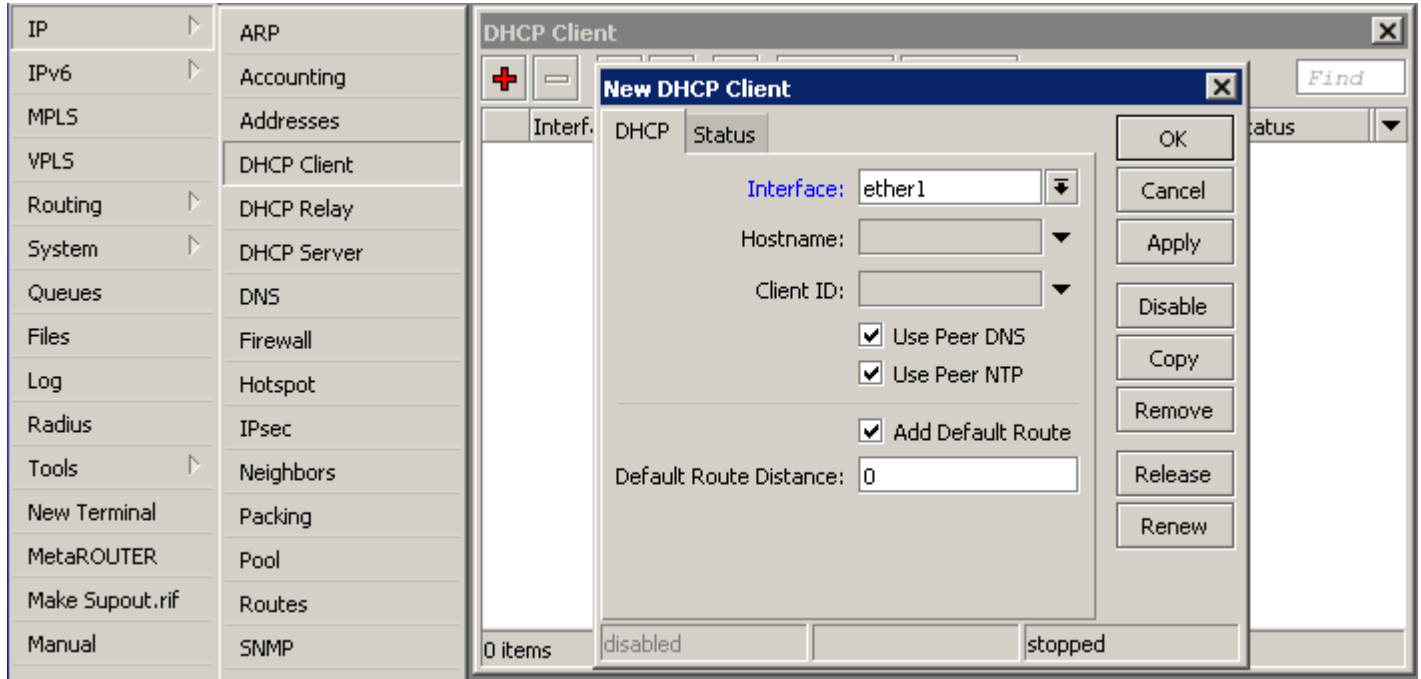 IP
IPv6
MPLS
VPLS
Routing
System
Queues
Files
Log
Radius
Tools
New Terminal
MetaROUTER
Make Supout.rif
Manual
ARP
Accounting
Addresses
DHCP Client
DHCP Relay
DHCP Server
DNS
Firewall
Hotspot
IPsec
Neighbors
Packing
Pool
Routes
SNMP
DHCP Client
Find
New DHCP Client
DHCP Status
Interface: ether1
Hostname:
Client ID:
Use Peer DNS
Use Peer NTP
Add Default Route
Default Route Distance: 0
OK
Cancel
Apply
Disable
Copy
Remove
Release
Renew
disabled stopped
0 items